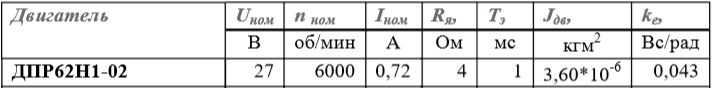 Двигатель Uном n ном Iном Rя, Tэ Jдв, ke,
В об/мин А Ом мс кгм² Вс/рад
ДПР62Н1-02 27 6000 0,72 4 1 3,60*10⁻⁶ 0,043